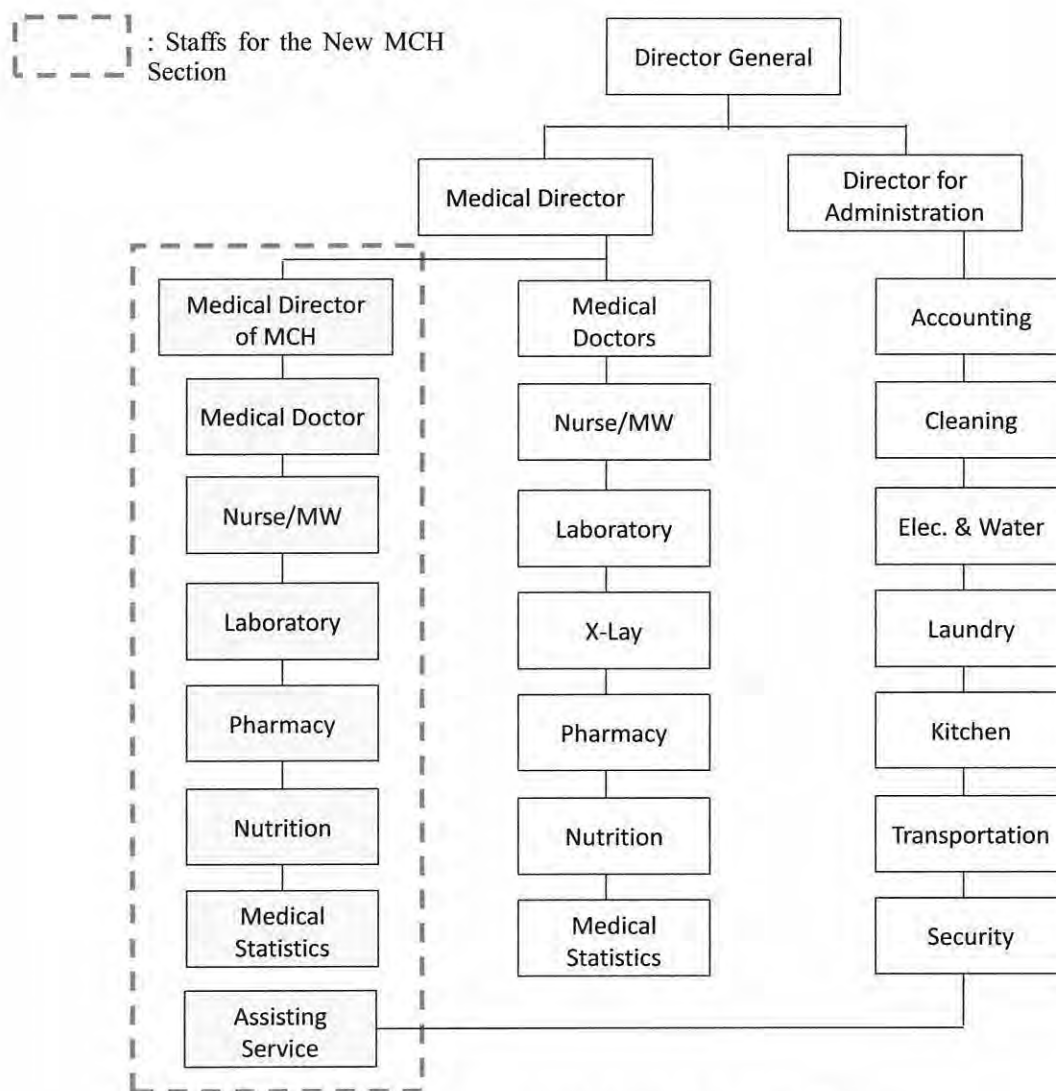 : Staffs for the New MCH
Section
Director General
Medical Director
Director for
Administration
Medical Director
of MCH
Medical Doctor
Nurse/MW
Laboratory
Pharmacy
Nutrition
Medical
Statistics
Assisting
Service
Medical
Doctors
Nurse/MW
Laboratory
X-Lay
Pharmacy
Nutrition
Medical
Statistics
Accounting
Cleaning
Elec. & Water
Laundry
Kitchen
Transportation
Security